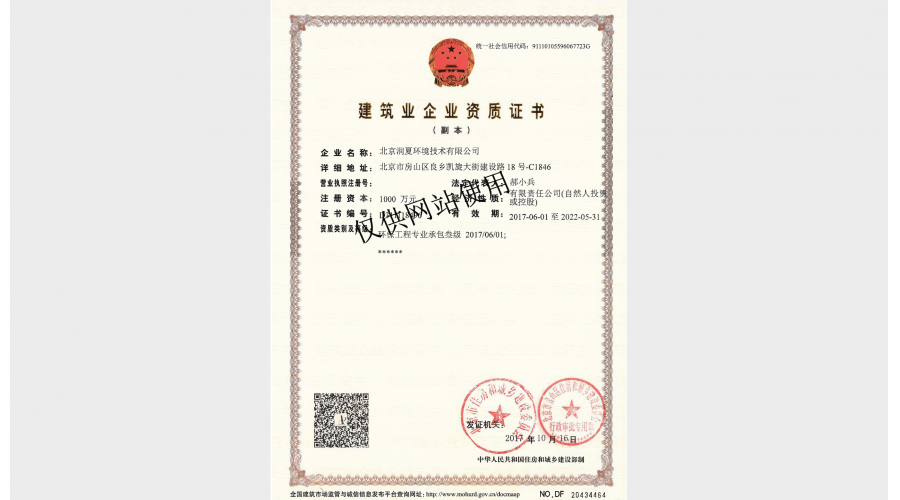 统一社会信用代码：91110105596067723G
建筑业企业资质证书
（副本）
企业名称：北京润夏环境技术有限公司
详细地址：北京市房山区良乡凯旋大街建设路18号-C1846
营业执照注册号：
法定代表人：郝小兵
注册资本：1000 万元
经济性质：有限责任公司(自然人投资或控股)
证书编号：
有效期：2017-06-01 至 2022-05-31
资质类别及等级：
环保工程专业承包叁级 2017/06/01;
******
仅供网站使用
发证机关：
2017 年 10 月 16 日
行政审批专用章
中华人民共和国住房和城乡建设部制
全国建筑市场监管与诚信信息发布平台查询网址：http://www.mohurd.gov.cn/docmaap
NO.DF 20434464